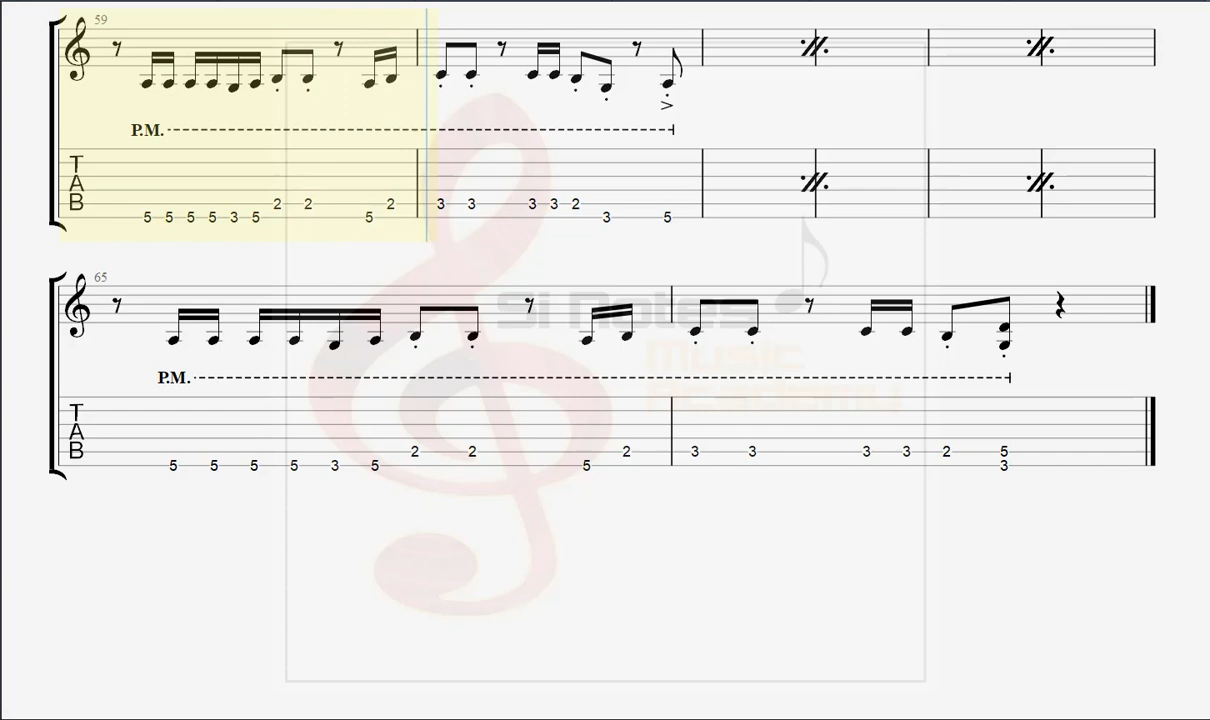 59
P.M.
T
A
B
5 5 5 5 3 5 2 2 5 2 3 3 3 3 2 3 5
65
Si Notes
Music
Academy
P.M.
T
A
B
5 5 5 5 3 5 2 2 5 2 3 3 3 3 2 5
3